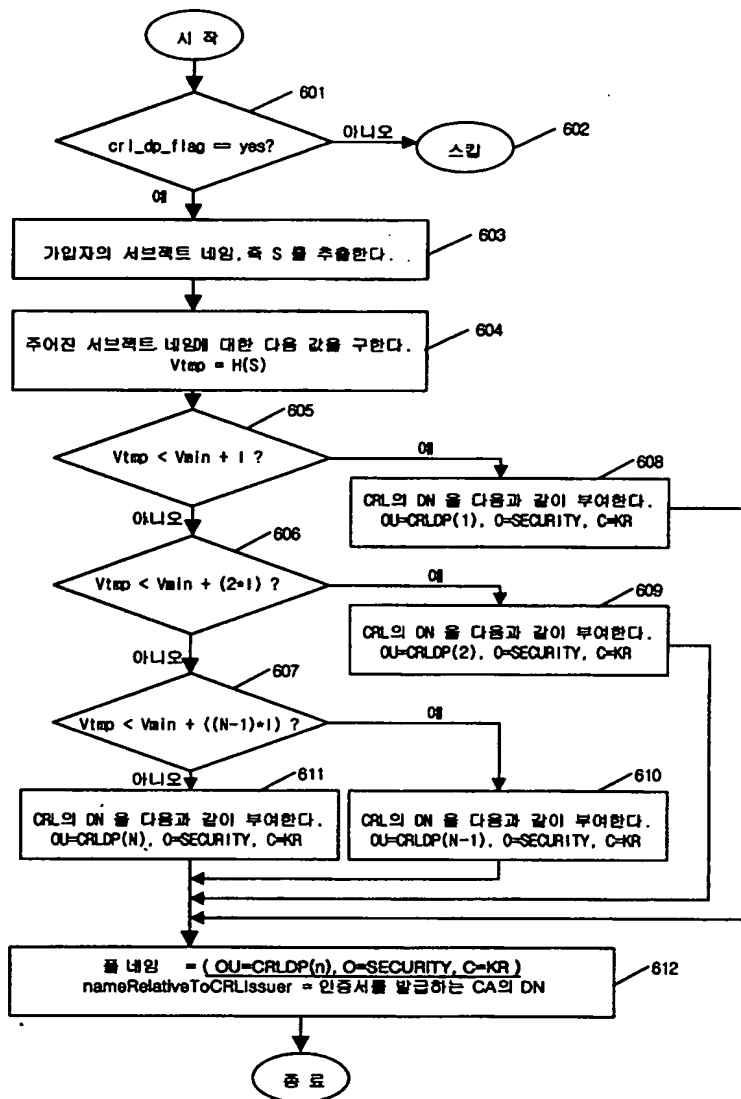 시 작
601
crl_dp_flag == yes?
아니오
스킵
602
예
가입자의 서브젝트 네임, 즉 S 를 추출한다.
603
주어진 서브젝트 네임에 대한 다음 값을 구한다.
Vtmp = H(S)
604
605
Vtmp < Vmin + I ?
예
608
CRL의 DN 을 다음과 같이 부여한다.
OU=CRLDP(1), O=SECURITY, C=KR
아니오
606
Vtmp < Vmin + (2*I) ?
예
609
CRL의 DN 을 다음과 같이 부여한다.
OU=CRLDP(2), O=SECURITY, C=KR
아니오
607
Vtmp < Vmin + ((N-1)*I) ?
예
아니오
611
CRL의 DN 을 다음과 같이 부여한다.
OU=CRLDP(N), O=SECURITY, C=KR
610
CRL의 DN 을 다음과 같이 부여한다.
OU=CRLDP(N-1), O=SECURITY, C=KR
풀 네임 = ( OU=CRLDP(n), O=SECURITY, C=KR )
nameRelativeToCRLIssuer = 인증서를 발급하는 CA의 DN
612
종 료